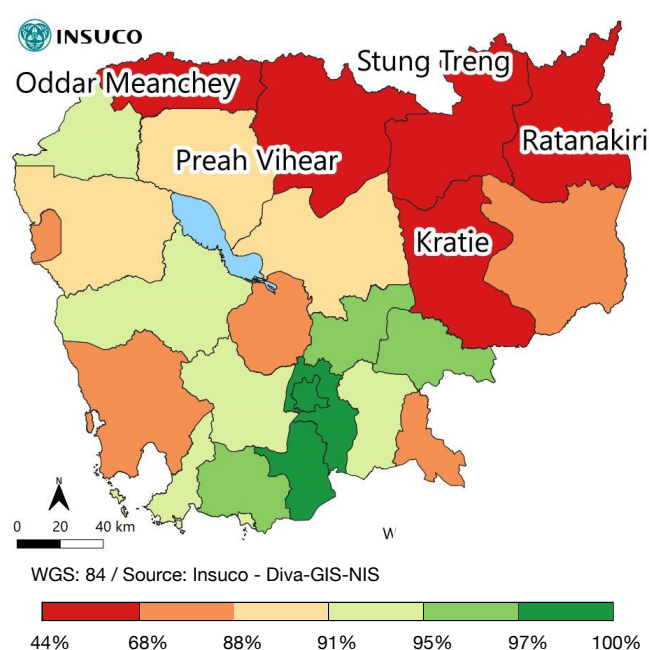 INSUCO
Stung Treng
Oddar Meanchey
Ratanakiri
Preah Vihear
Kratie
N
0 20 40 km
W
WGS: 84 / Source: Insuco - Diva-GIS-NIS
44% 68% 88% 91% 95% 97% 100%